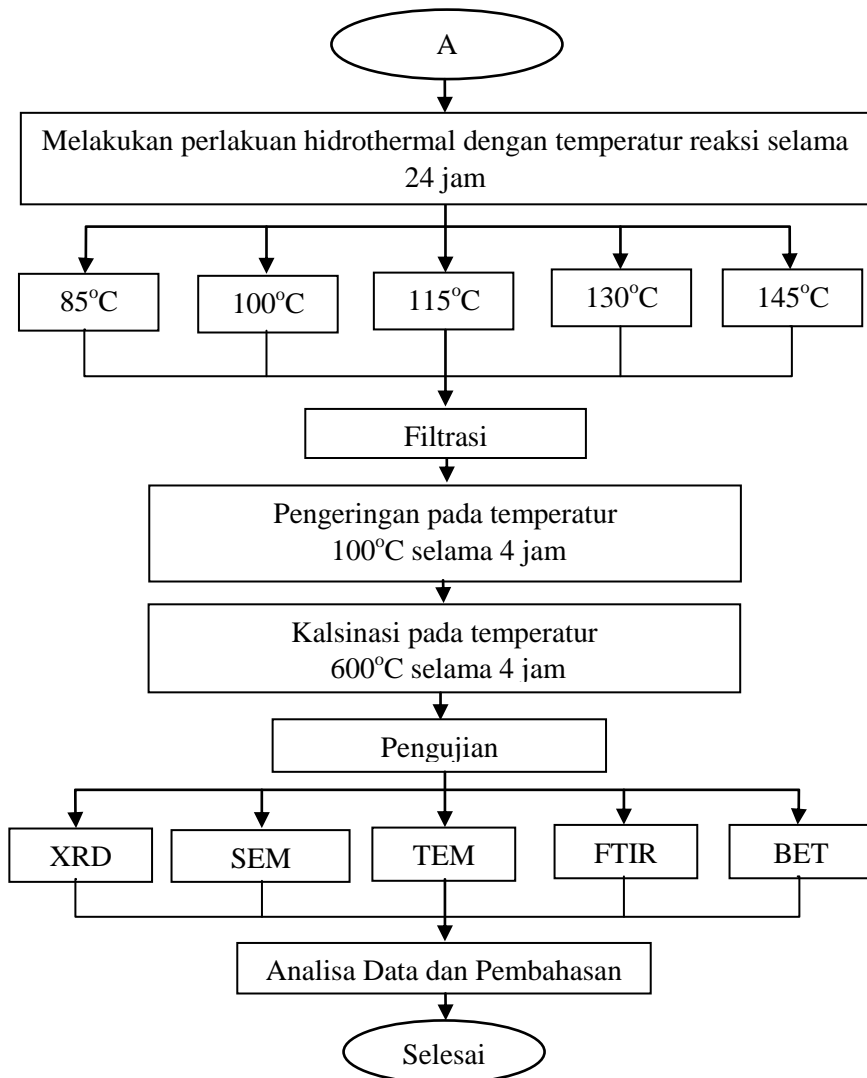 A
Melakukan perlakuan hidrothermal dengan temperatur reaksi selama
24 jam
85°C
100°C
115°C
130°C
145°C
Filtrasi
Pengeringan pada temperatur
100°C selama 4 jam
Kalsinasi pada temperatur
600°C selama 4 jam
Pengujian
XRD
SEM
TEM
FTIR
BET
Analisa Data dan Pembahasan
Selesai